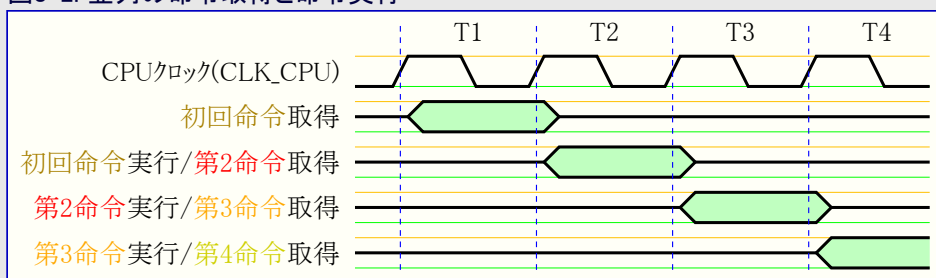 T1 T2 T3 T4
CPUｸﾛｯｸ(CLK_CPU)
初回命令取得
初回命令実行/第2命令取得
第2命令実行/第3命令取得
第3命令実行/第4命令取得